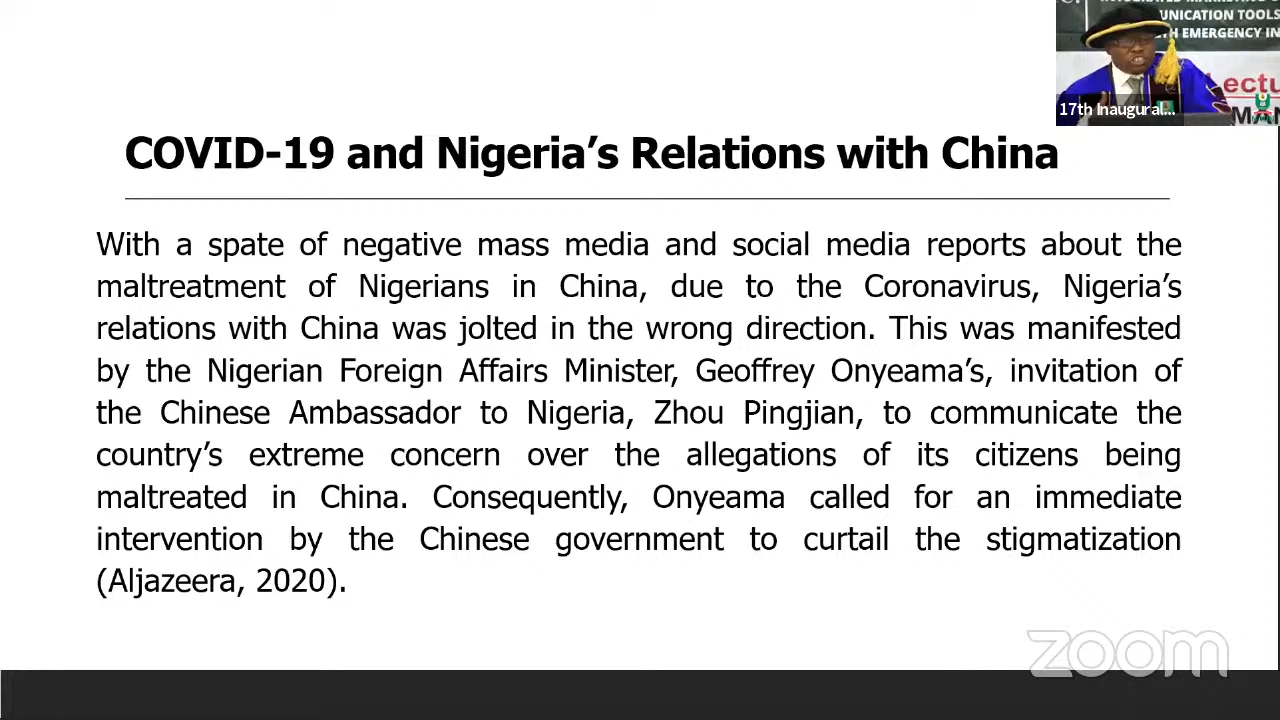 UNICATION TOOLS
TH EMERGENCY IN
Lectu
17th Inaugural...
MAN
COVID-19 and Nigeria’s Relations with China
With a spate of negative mass media and social media reports about the
maltreatment of Nigerians in China, due to the Coronavirus, Nigeria’s
relations with China was jolted in the wrong direction. This was manifested
by the Nigerian Foreign Affairs Minister, Geoffrey Onyeama’s, invitation of
the Chinese Ambassador to Nigeria, Zhou Pingjian, to communicate the
country’s extreme concern over the allegations of its citizens being
maltreated in China. Consequently, Onyeama called for an immediate
intervention by the Chinese government to curtail the stigmatization
(Aljazeera, 2020).
zoom